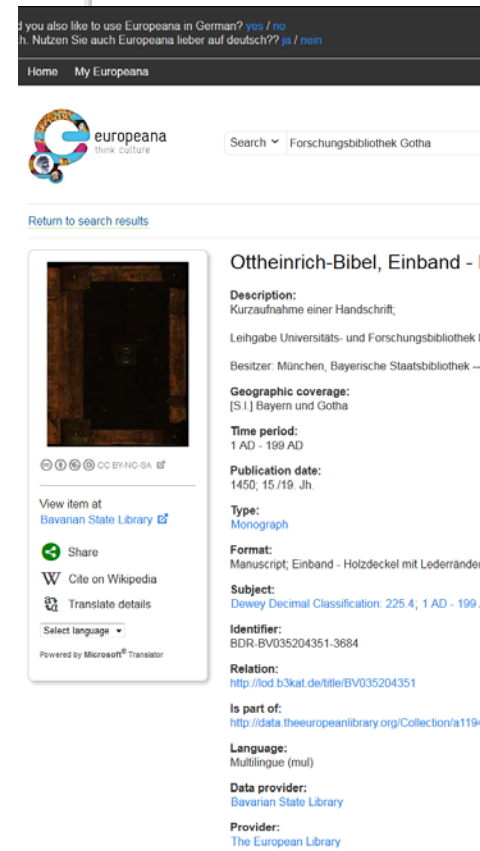 d you also like to use Europeana in German? yes / no
h. Nutzen Sie auch Europeana lieber auf deutsch?? ja / nein
Home My Europeana
europeana
think culture
Search Forschungsbibliothek Gotha
Return to search results
CC BY-NC-SA
View item at
Bavarian State Library
Share
W Cite on Wikipedia
Translate details
Select language
Powered by Microsoft® Translator
Ottheinrich-Bibel, Einband -
Description:
Kurzaufnahme einer Handschrift;
Leihgabe Universitäts- und Forschungsbibliothek
Besitzer: München, Bayerische Staatsbibliothek --
Geographic coverage:
[S.l.] Bayern und Gotha
Time period:
1 AD - 199 AD
Publication date:
1450; 15./19. Jh.
Type:
Monograph
Format:
Manuscript; Einband - Holzdeckel mit Lederränder
Subject:
Dewey Decimal Classification: 225.4; 1 AD - 199
Identifier:
BDR-BV035204351-3684
Relation:
http://lod.b3kat.de/title/BV035204351
Is part of:
http://data.theeuropeanlibrary.org/Collection/a1194
Language:
Multilingue (mul)
Data provider:
Bavarian State Library
Provider:
The European Library